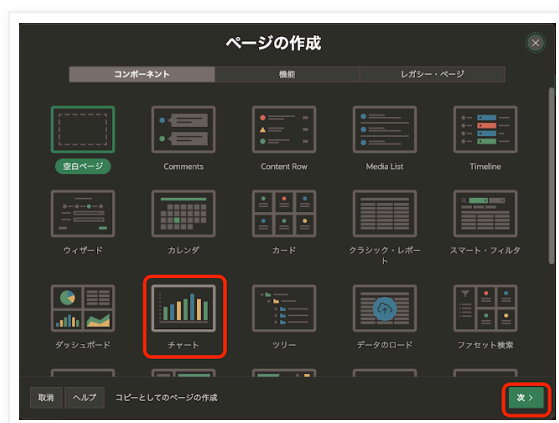 ページの作成
コンポーネント 機能 レガシー・ページ
空白ページ Comments Content Row Media List Timeline
ウィザード カレンダ カード クラシック・レポート スマート・フィルタ
ダッシュボード チャート ツリー データのロード ファセット検索
取消 ヘルプ コピーとしてのページの作成 次 >